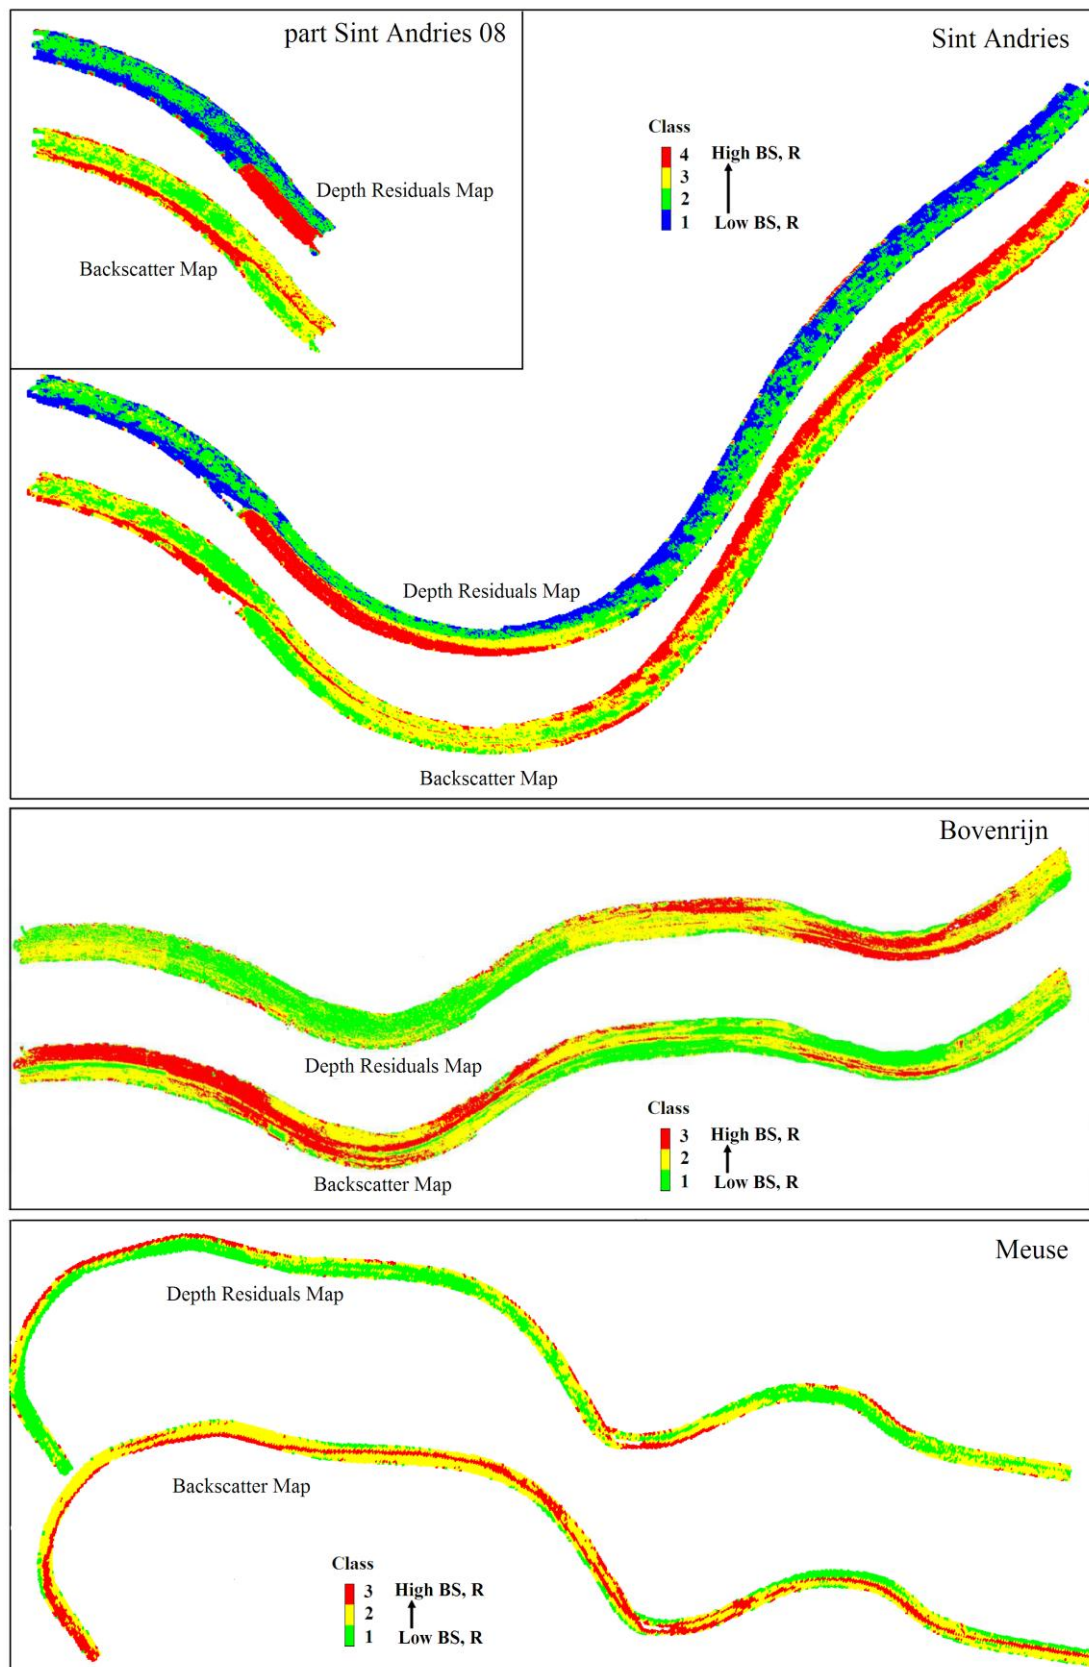 part Sint Andries 08
Depth Residuals Map
Backscatter Map
Sint Andries
Class
4 High BS, R
3
2
1 Low BS, R
Depth Residuals Map
Backscatter Map
Bovenrijn
Depth Residuals Map
Backscatter Map
Class
3 High BS, R
2
1 Low BS, R
Meuse
Depth Residuals Map
Backscatter Map
Class
3 High BS, R
2
1 Low BS, R